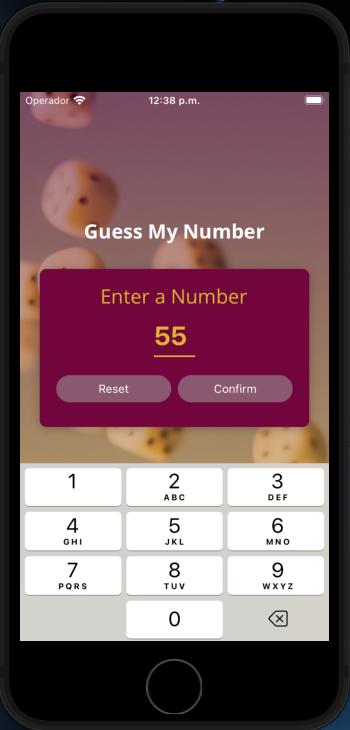 Operador 12:38 p.m.
Guess My Number
Enter a Number
55
Reset Confirm
1 2 3
ABC DEF
4 5 6
GHI JKL MNO
7 8 9
PQRS TUV WXYZ
0